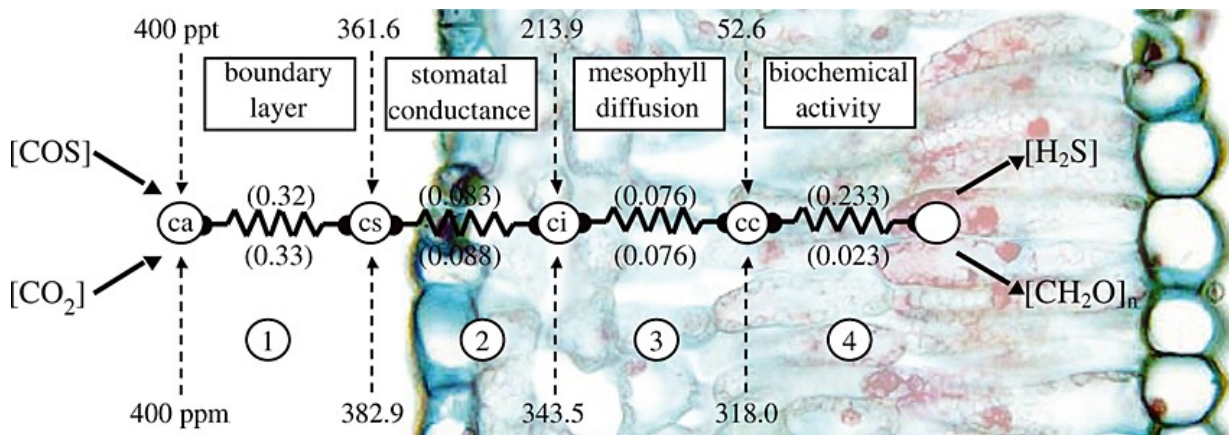 400 ppt 361.6 213.9 52.6
boundary layer
stomatal conductance
mesophyll diffusion
biochemical activity
[COS] [H₂S]
(0.32) (0.083) (0.076) (0.233)
ca cs ci cc
(0.33) (0.088) (0.076) (0.023)
[CO₂] [CH₂O]ₙ
1 2 3 4
400 ppm 382.9 343.5 318.0